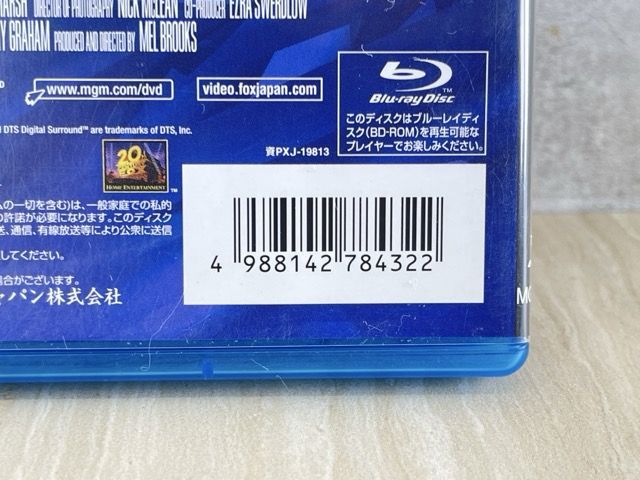 DIRECTOR OF PHOTOGRAPHY NICK MCLEAN CO-PRODUCER EZRA SWERDLOW
GRAHAM PRODUCED AND DIRECTED BY MEL BROOKS
www.mgm.com/dvd
video.foxjapan.com
Blu-ray Disc
このディスクはブルーレイディ
スク(BD-ROM)を再生可能な
プレイヤーでお楽しみください。
DTS Digital Surround™ are trademarks of DTS, Inc.
資PXJ-19813
20
HOME ENTERTAINMENT
の一切を含む)は、一般家庭での私的
許諾が必要になります。このディスク
送、通信、有線放送等により公衆に送信
してください。
場合がございます。
ャパン株式会社
4 988142 784322